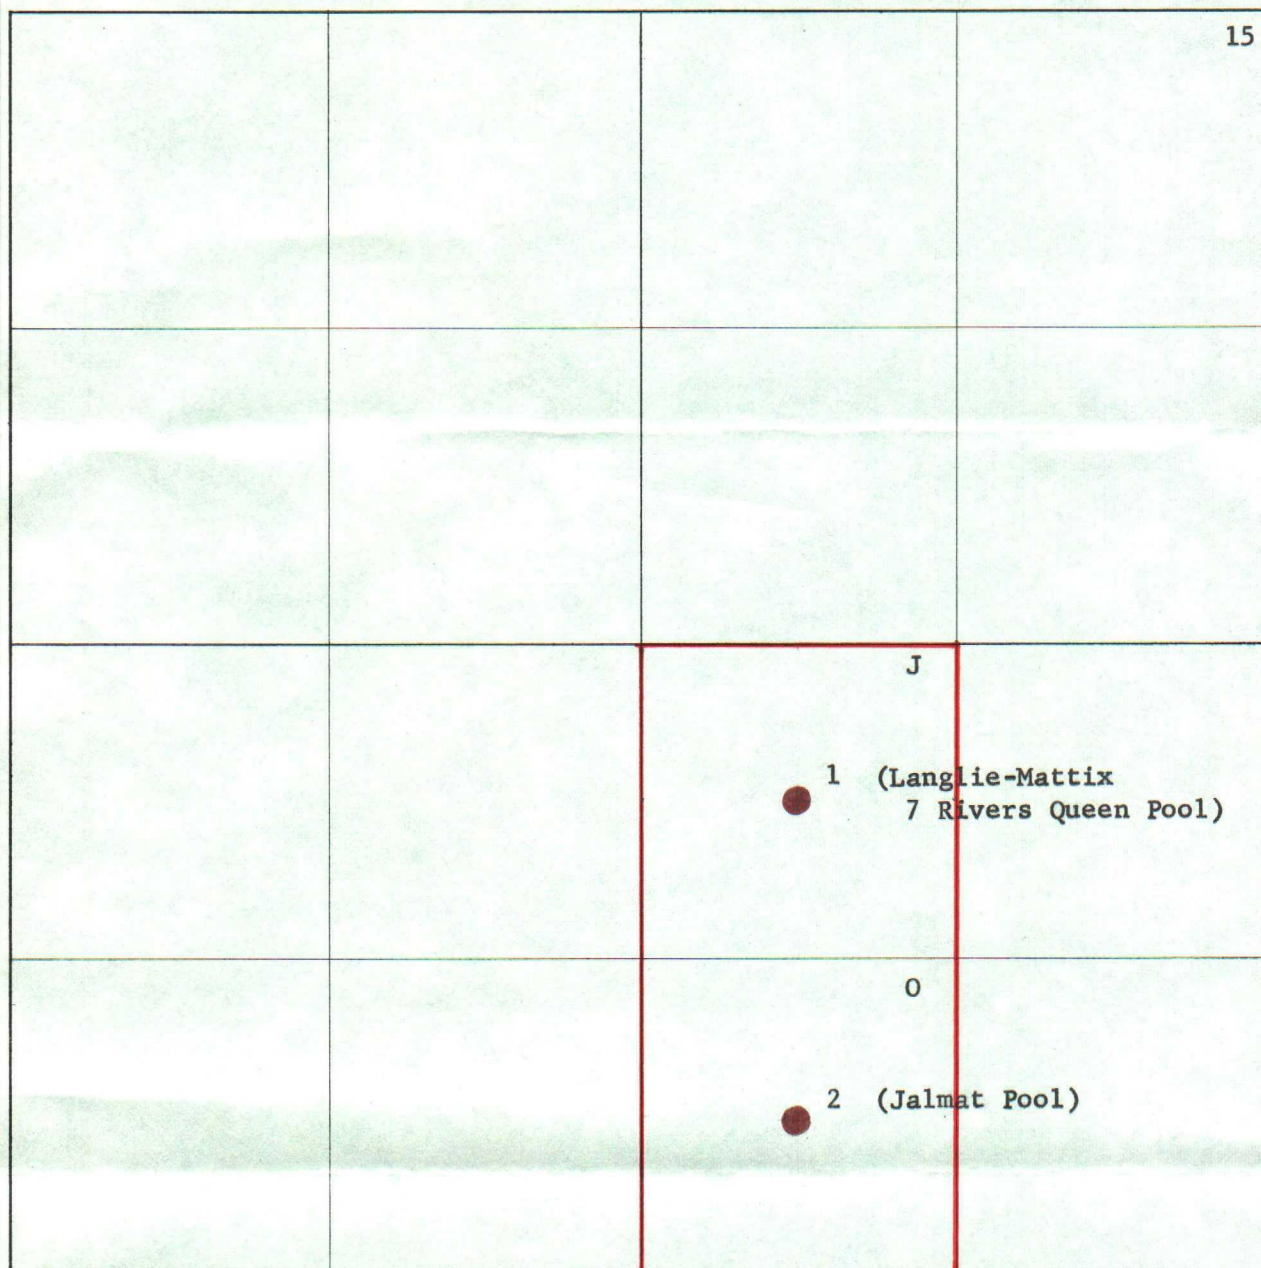 15
J
1 (Langlie-Mattix
7 Rivers Queen Pool)
O
2 (Jalmat Pool)